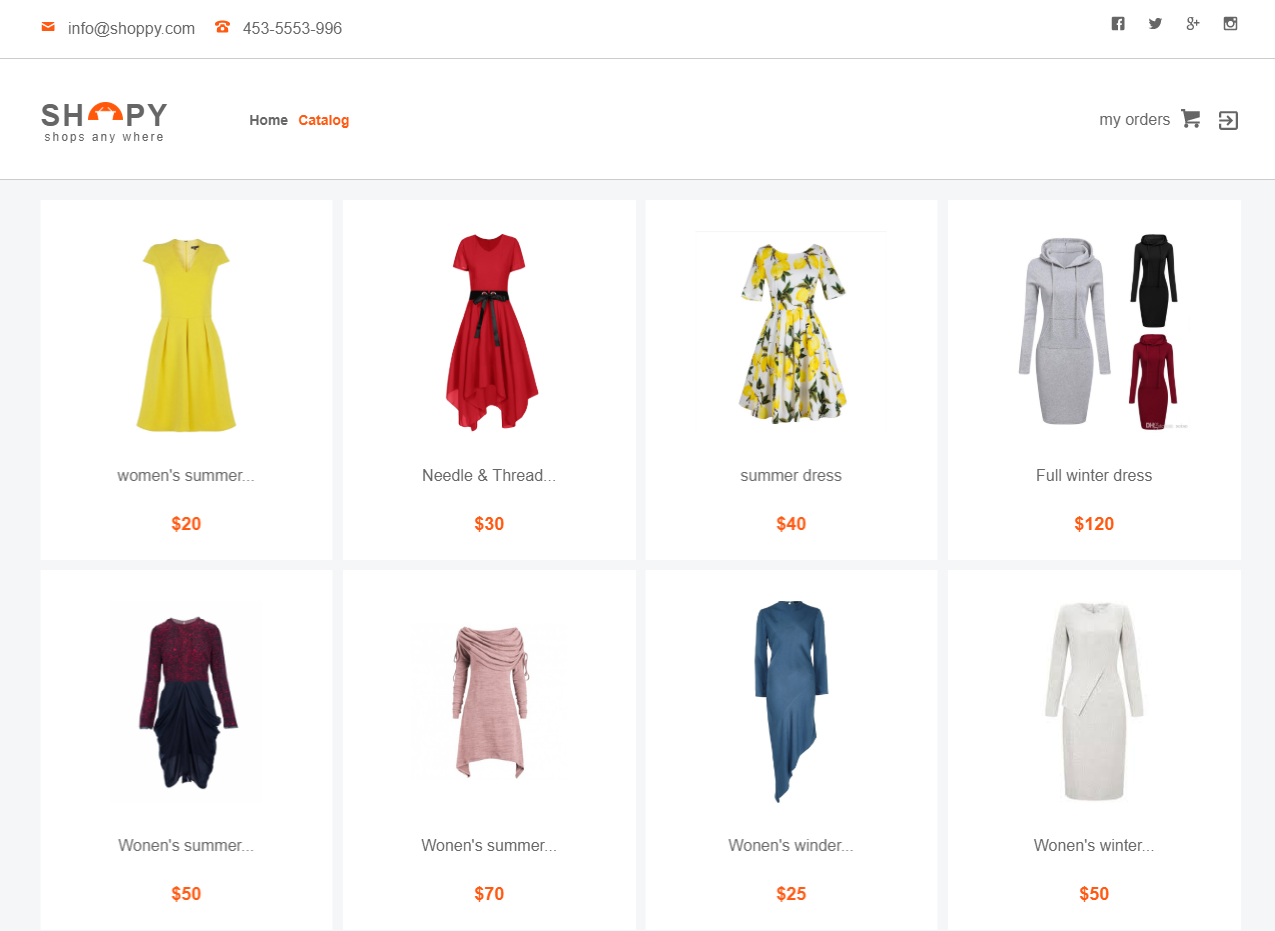 info@shoppy.com 453-5553-996
SHOPY
shops any where
Home Catalog
my orders
women's summer...
$20
Needle & Thread...
$30
summer dress
$40
Full winter dress
$120
Wonen's summer...
$50
Wonen's summer...
$70
Wonen's winder...
$25
Wonen's winter...
$50